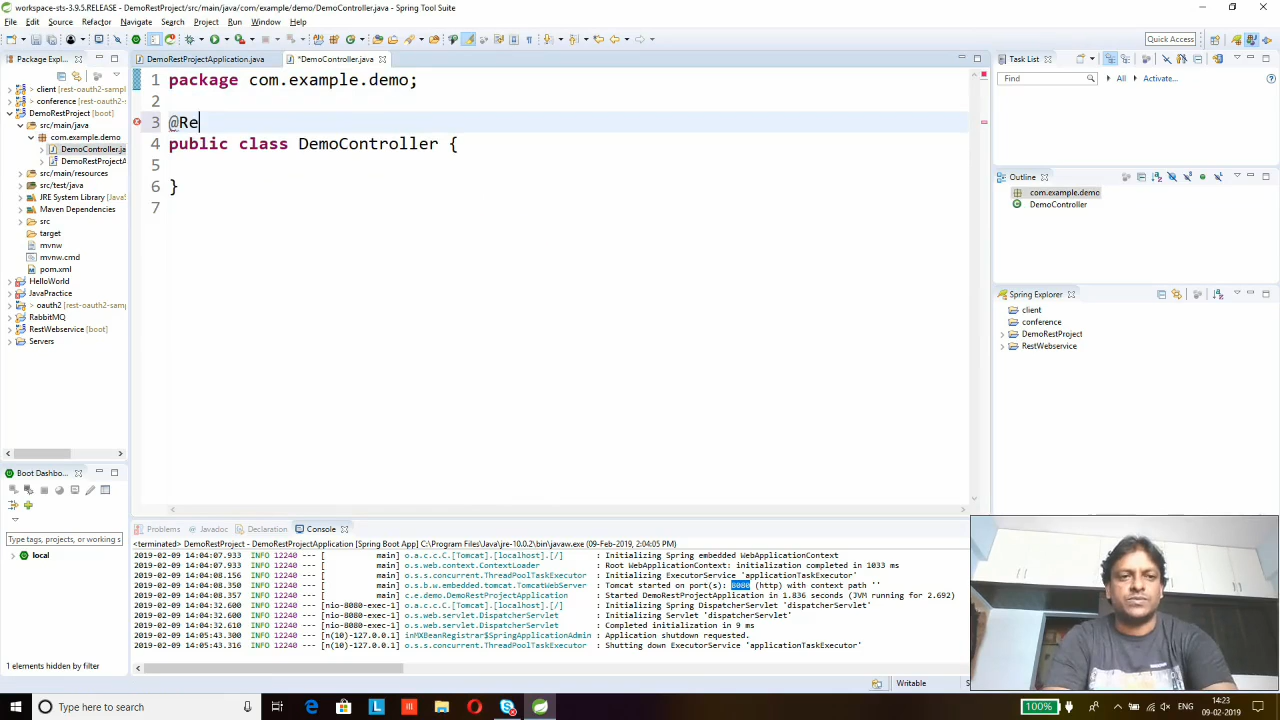 workspace-sts-3.9.5.RELEASE - DemoRestProject/src/main/java/com/example/demo/DemoController.java - Spring Tool Suite
File Edit Source Refactor Navigate Search Project Run Window Help
Quick Access
Package Expl...
client [rest-oauth2-samp
conference [rest-oauth2-
DemoRestProject [boot]
src/main/java
com.example.demo
DemoController.ja
DemoRestProjectA
src/main/resources
src/test/java
JRE System Library [JavaS
Maven Dependencies
src
target
mvnw
mvnw.cmd
pom.xml
HelloWorld
JavaPractice
oauth2 [rest-oauth2-samp
RabbitMQ
RestWebservice [boot]
Servers
Boot Dashbo...
Type tags, projects, or working
local
1 elements hidden by filter
DemoRestProjectApplication.java
*DemoController.java
1 package com.example.demo;
2
3 @Re
4 public class DemoController {
5
6 }
7
Task List
Find
All
Activate...
Outline
com.example.demo
DemoController
Spring Explorer
client
conference
DemoRestProject
RestWebservice
Problems Javadoc Declaration Console
<terminated> DemoRestProject - DemoRestProjectApplication [Spring Boot App] C:\Program Files\Java\jre-10.0.2\bin\javaw.exe (09-Feb-2019, 2:04:05 PM)
2019-02-09 14:04:07.933 INFO 12240 --- [ main] o.a.c.c.C.[Tomcat].[localhost].[/] : Initializing Spring embedded WebApplicationContext
2019-02-09 14:04:07.933 INFO 12240 --- [ main] o.s.web.context.ContextLoader : Root WebApplicationContext: initialization completed in 1033 ms
2019-02-09 14:04:08.156 INFO 12240 --- [ main] o.s.s.concurrent.ThreadPoolTaskExecutor : Initializing ExecutorService 'applicationTaskExecutor'
2019-02-09 14:04:08.350 INFO 12240 --- [ main] o.s.b.w.embedded.tomcat.TomcatWebServer : Tomcat started on port(s): 8080 (http) with context path ''
2019-02-09 14:04:08.357 INFO 12240 --- [ main] c.e.demo.DemoRestProjectApplication : Started DemoRestProjectApplication in 1.836 seconds (JVM running for 2.692)
2019-02-09 14:04:32.600 INFO 12240 --- [nio-8080-exec-1] o.a.c.c.C.[Tomcat].[localhost].[/] : Initializing Spring DispatcherServlet 'dispatcherServlet'
2019-02-09 14:04:32.600 INFO 12240 --- [nio-8080-exec-1] o.s.web.servlet.DispatcherServlet : Initializing Servlet 'dispatcherServlet'
2019-02-09 14:04:32.610 INFO 12240 --- [nio-8080-exec-1] o.s.web.servlet.DispatcherServlet : Completed initialization in 9 ms
2019-02-09 14:05:43.300 INFO 12240 --- [n(10)-127.0.0.1] inMXBeanRegistrar$SpringApplicationAdmin : Application shutdown requested.
2019-02-09 14:05:43.316 INFO 12240 --- [n(10)-127.0.0.1] o.s.s.concurrent.ThreadPoolTaskExecutor : Shutting down ExecutorService 'applicationTaskExecutor'
Writable
Type here to search
100%
ENG
14:23
09-02-2019